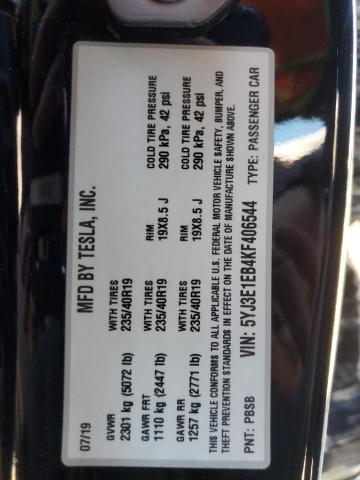 07/19 MFD BY TESLA, INC.
GVWR
2301 kg (5072 lb)
GAWR FRT WITH TIRES RIM COLD TIRE PRESSURE
1110 kg (2447 lb) 235/40R19 19X8.5 J 290 kPa, 42 psi
GAWR RR WITH TIRES RIM COLD TIRE PRESSURE
1257 kg (2771 lb) 235/40R19 19X8.5 J 290 kPa, 42 psi
THIS VEHICLE CONFORMS TO ALL APPLICABLE U.S. FEDERAL MOTOR VEHICLE SAFETY, BUMPER, AND
THEFT PREVENTION STANDARDS IN EFFECT ON THE DATE OF MANUFACTURE SHOWN ABOVE.
PNT: PBSB VIN: 5YJ3E1EB4KF406544 TYPE: PASSENGER CAR